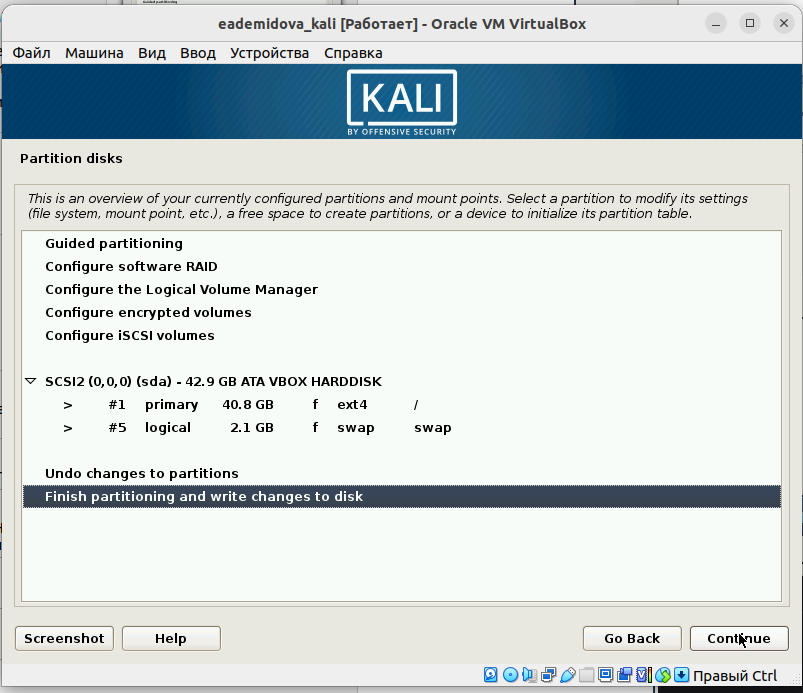 eademidova_kali [Работает] - Oracle VM VirtualBox
Файл Машина Вид Ввод Устройства Справка
KALI
BY OFFENSIVE SECURITY
Partition disks
This is an overview of your currently configured partitions and mount points. Select a partition to modify its settings
(file system, mount point, etc.), a free space to create partitions, or a device to initialize its partition table.
Guided partitioning
Configure software RAID
Configure the Logical Volume Manager
Configure encrypted volumes
Configure iSCSI volumes
SCSI2 (0,0,0) (sda) - 42.9 GB ATA VBOX HARDDISK
> #1 primary 40.8 GB f ext4 /
> #5 logical 2.1 GB f swap swap
Undo changes to partitions
Finish partitioning and write changes to disk
Screenshot Help Go Back Continue
Правый Ctrl